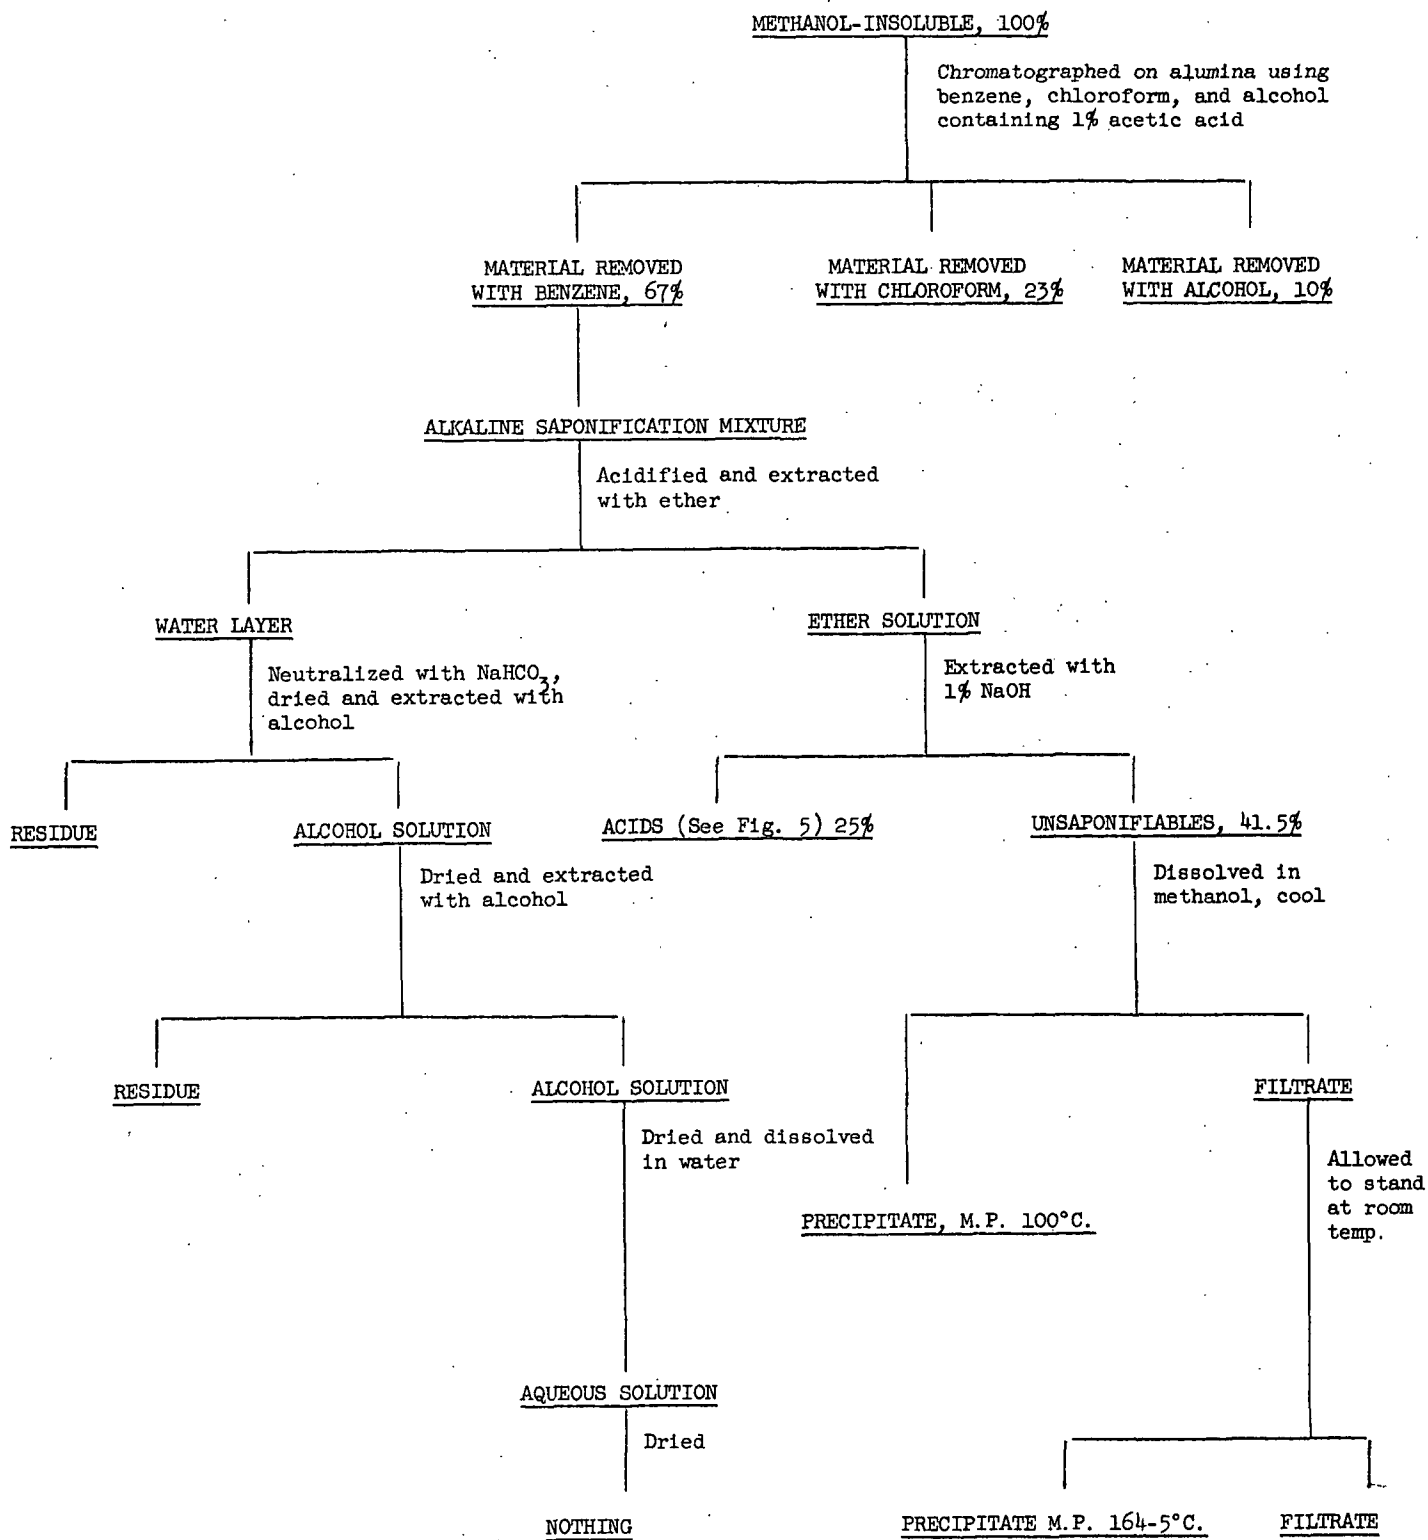 METHANOL-INSOLUBLE, 100%
Chromatographed on alumina using
benzene, chloroform, and alcohol
containing 1% acetic acid
MATERIAL REMOVED
WITH BENZENE, 67%
MATERIAL REMOVED
WITH CHLOROFORM, 23%
MATERIAL REMOVED
WITH ALCOHOL, 10%
ALKALINE SAPONIFICATION MIXTURE
Acidified and extracted
with ether
WATER LAYER
ETHER SOLUTION
Neutralized with NaHCO3,
dried and extracted with
alcohol
Extracted with
1% NaOH
RESIDUE
ALCOHOL SOLUTION
ACIDS (See Fig. 5) 25%
UNSAPONIFIABLES, 41.5%
Dried and extracted
with alcohol
Dissolved in
methanol, cool
RESIDUE
ALCOHOL SOLUTION
FILTRATE
Dried and dissolved
in water
Allowed
to stand
at room
temp.
PRECIPITATE, M.P. 100°C.
AQUEOUS SOLUTION
Dried
NOTHING
PRECIPITATE M.P. 164-5°C.
FILTRATE